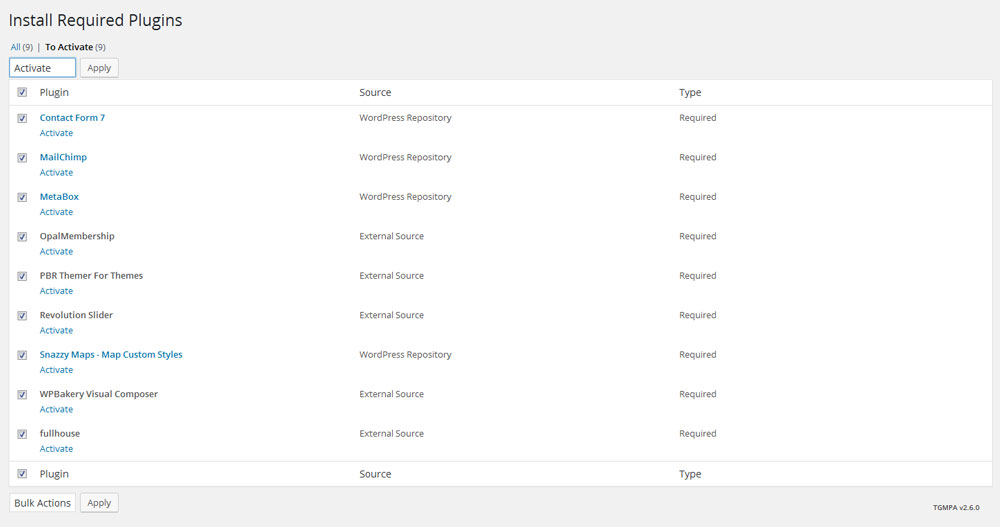 Install Required Plugins
All (9) | To Activate (9)
Activate Apply
Plugin Source Type
Contact Form 7 WordPress Repository Required
Activate
MailChimp WordPress Repository Required
Activate
MetaBox WordPress Repository Required
Activate
OpalMembership External Source Required
Activate
PBR Themer For Themes External Source Required
Activate
Revolution Slider External Source Required
Activate
Snazzy Maps - Map Custom Styles WordPress Repository Required
Activate
WPBakery Visual Composer External Source Required
Activate
fullhouse External Source Required
Activate
Plugin Source Type
Bulk Actions Apply
TGMPA v2.6.0